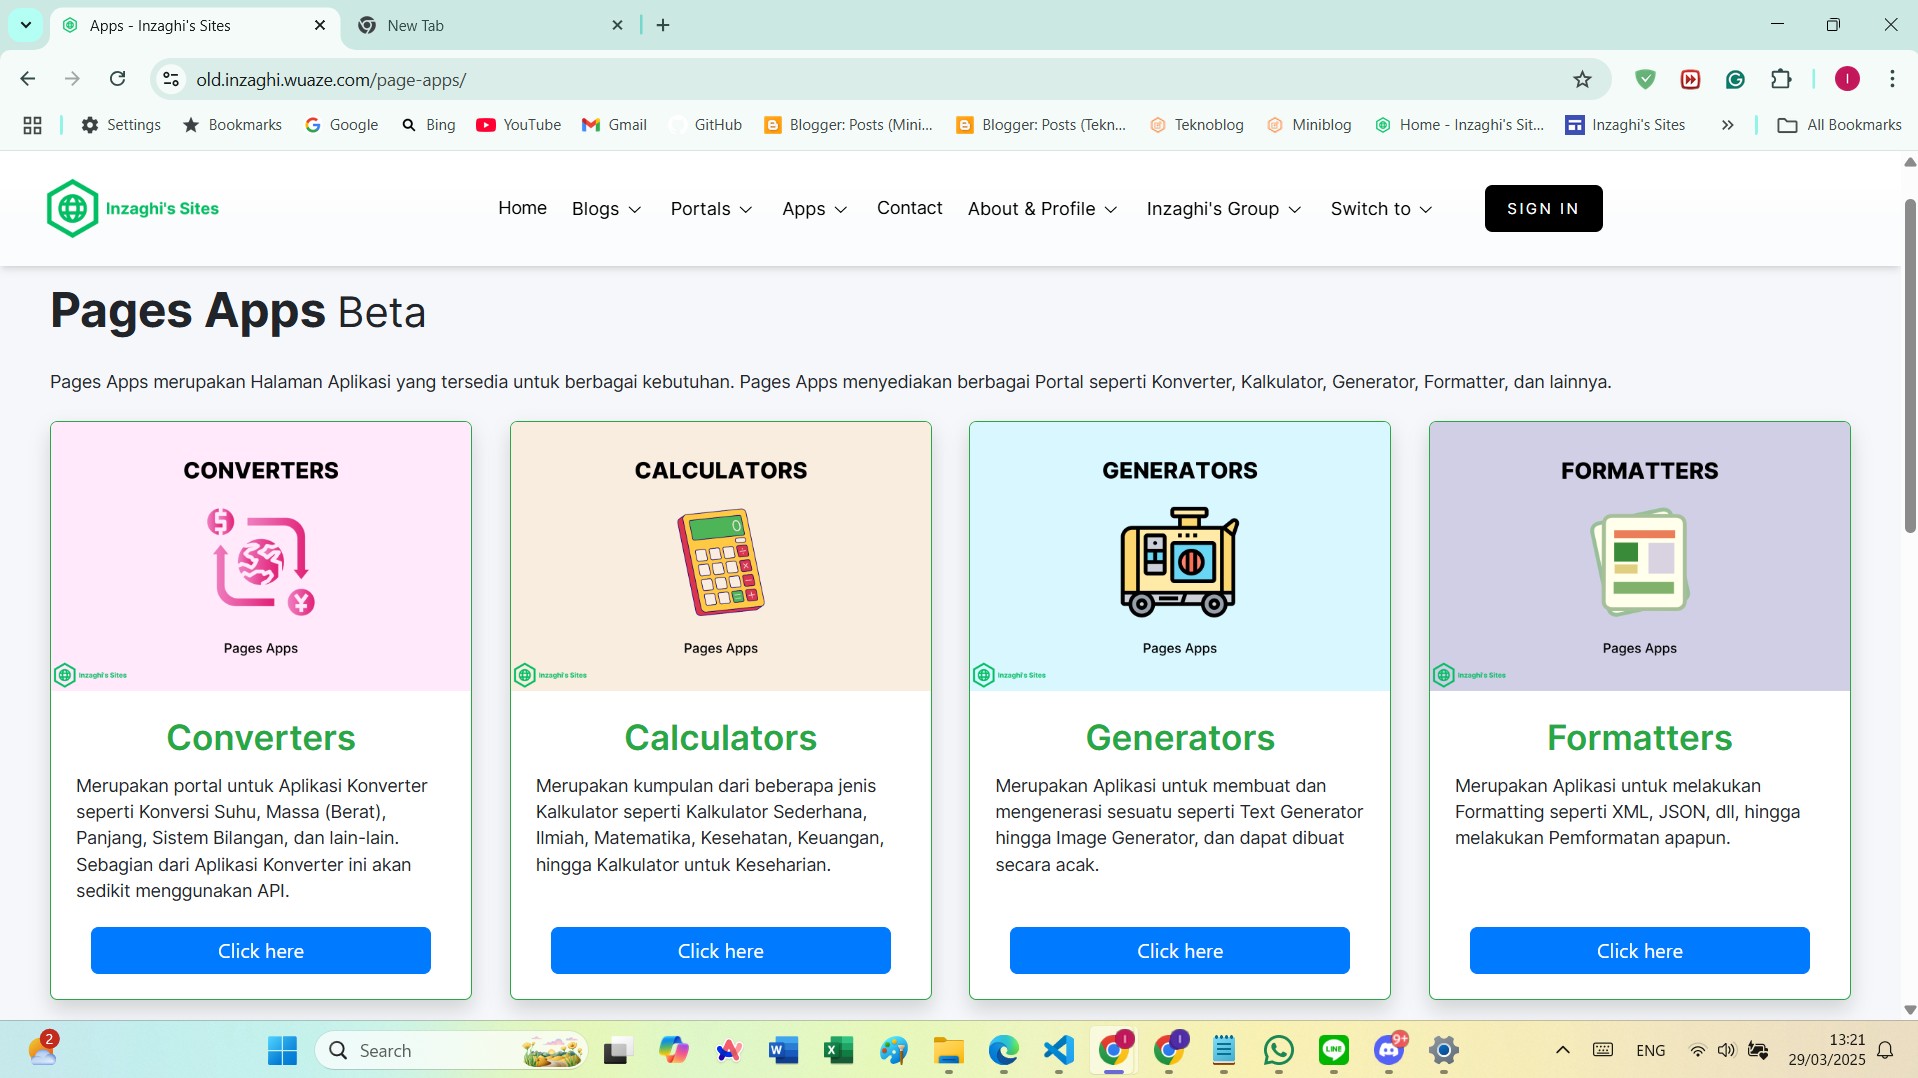 Apps - Inzaghi's Sites
New Tab
old.inzaghi.wuaze.com/page-apps/
Settings
Bookmarks
Google
Bing
YouTube
Gmail
GitHub
Blogger: Posts (Mini...
Blogger: Posts (Tekn...
Teknoblog
Miniblog
Home - Inzaghi's Sit...
Inzaghi's Sites
All Bookmarks
Inzaghi's Sites
Home
Blogs
Portals
Apps
Contact
About & Profile
Inzaghi's Group
Switch to
SIGN IN
Pages Apps Beta
Pages Apps merupakan Halaman Aplikasi yang tersedia untuk berbagai kebutuhan. Pages Apps menyediakan berbagai Portal seperti Konverter, Kalkulator, Generator, Formatter, dan lainnya.
CONVERTERS
Pages Apps
Inzaghi's Sites
Converters
Merupakan portal untuk Aplikasi Konverter
seperti Konversi Suhu, Massa (Berat),
Panjang, Sistem Bilangan, dan lain-lain.
Sebagian dari Aplikasi Konverter ini akan
sedikit menggunakan API.
Click here
CALCULATORS
0
Pages Apps
Inzaghi's Sites
Calculators
Merupakan kumpulan dari beberapa jenis
Kalkulator seperti Kalkulator Sederhana,
Ilmiah, Matematika, Kesehatan, Keuangan,
hingga Kalkulator untuk Keseharian.
Click here
GENERATORS
Pages Apps
Inzaghi's Sites
Generators
Merupakan Aplikasi untuk membuat dan
mengenerasi sesuatu seperti Text Generator
hingga Image Generator, dan dapat dibuat
secara acak.
Click here
FORMATTERS
Pages Apps
Inzaghi's Sites
Formatters
Merupakan Aplikasi untuk melakukan
Formatting seperti XML, JSON, dll, hingga
melakukan Pemformatan apapun.
Click here
2
Search
9+
ENG
13:21
29/03/2025